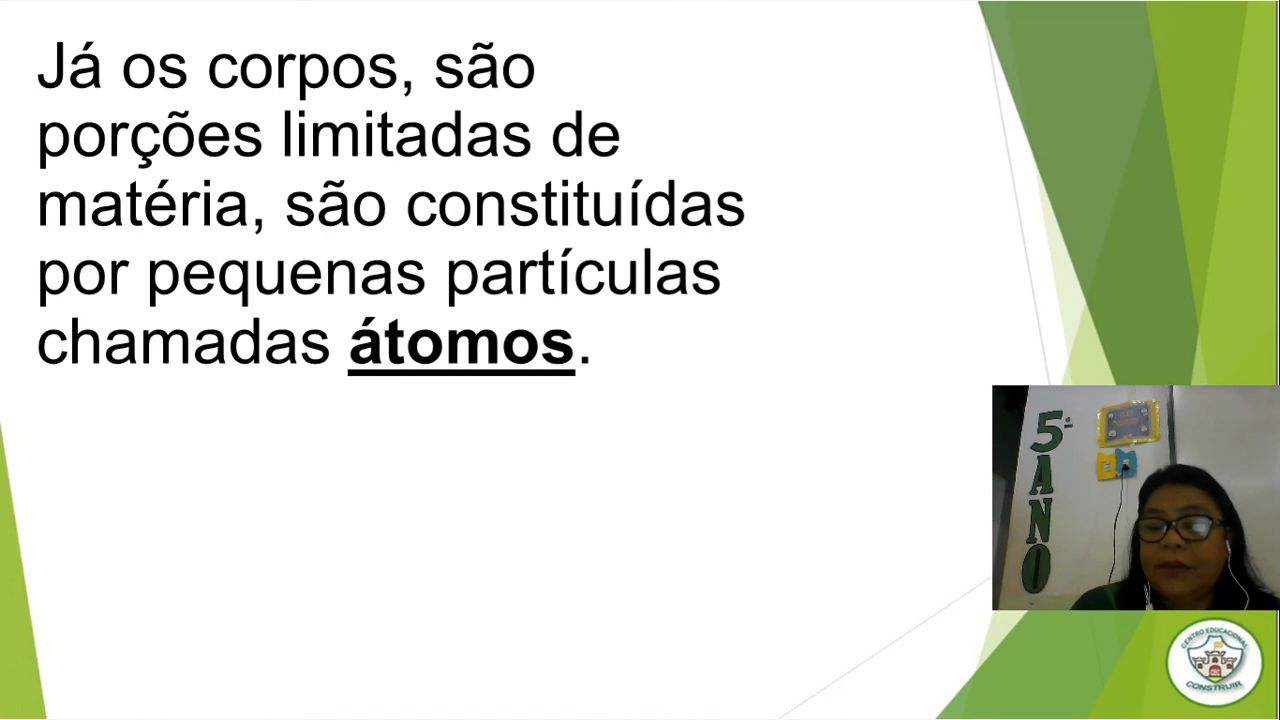 Já os corpos, são
porções limitadas de
matéria, são constituídas
por pequenas partículas
chamadas átomos.
5º
ANO
CENTRO EDUCACIONAL
CONSTRUIR